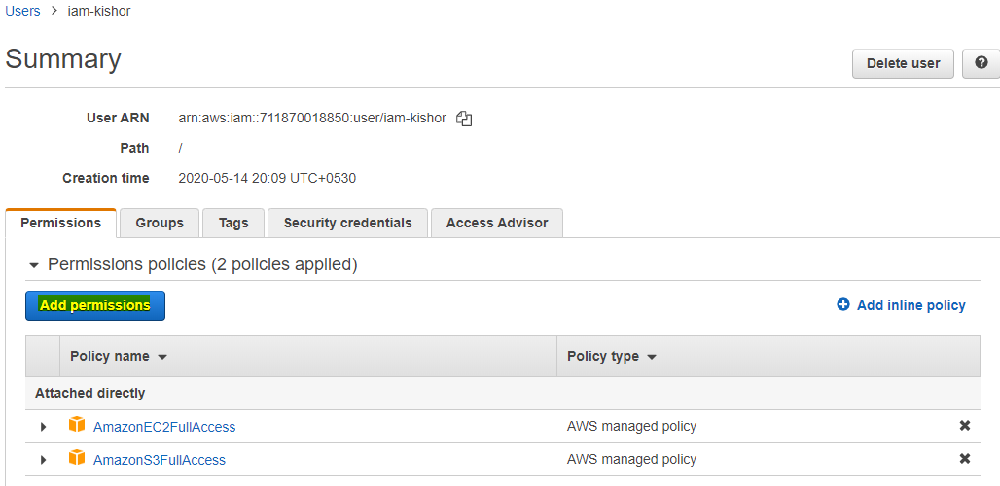 Users > iam-kishor
Summary
Delete user
User ARN arn:aws:iam::711870018850:user/iam-kishor
Path /
Creation time 2020-05-14 20:09 UTC+0530
Permissions Groups Tags Security credentials Access Advisor
Permissions policies (2 policies applied)
Add permissions Add inline policy
Policy name Policy type
Attached directly
AmazonEC2FullAccess AWS managed policy
AmazonS3FullAccess AWS managed policy